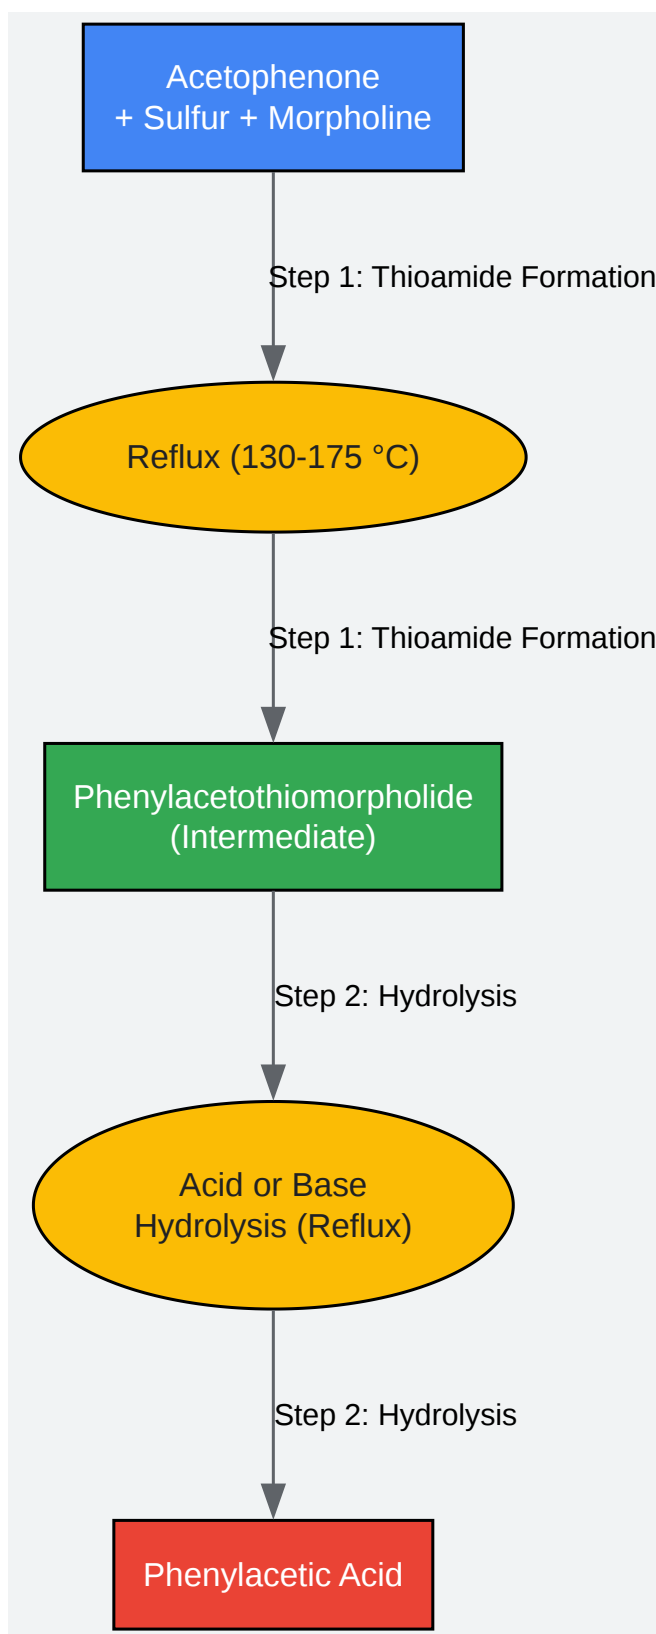 Acetophenone
+ Sulfur + Morpholine
Step 1: Thioamide Formation
Reflux (130-175 °C)
Step 1: Thioamide Formation
Phenylacetothiomorpholide
(Intermediate)
Step 2: Hydrolysis
Acid or Base
Hydrolysis (Reflux)
Step 2: Hydrolysis
Phenylacetic Acid